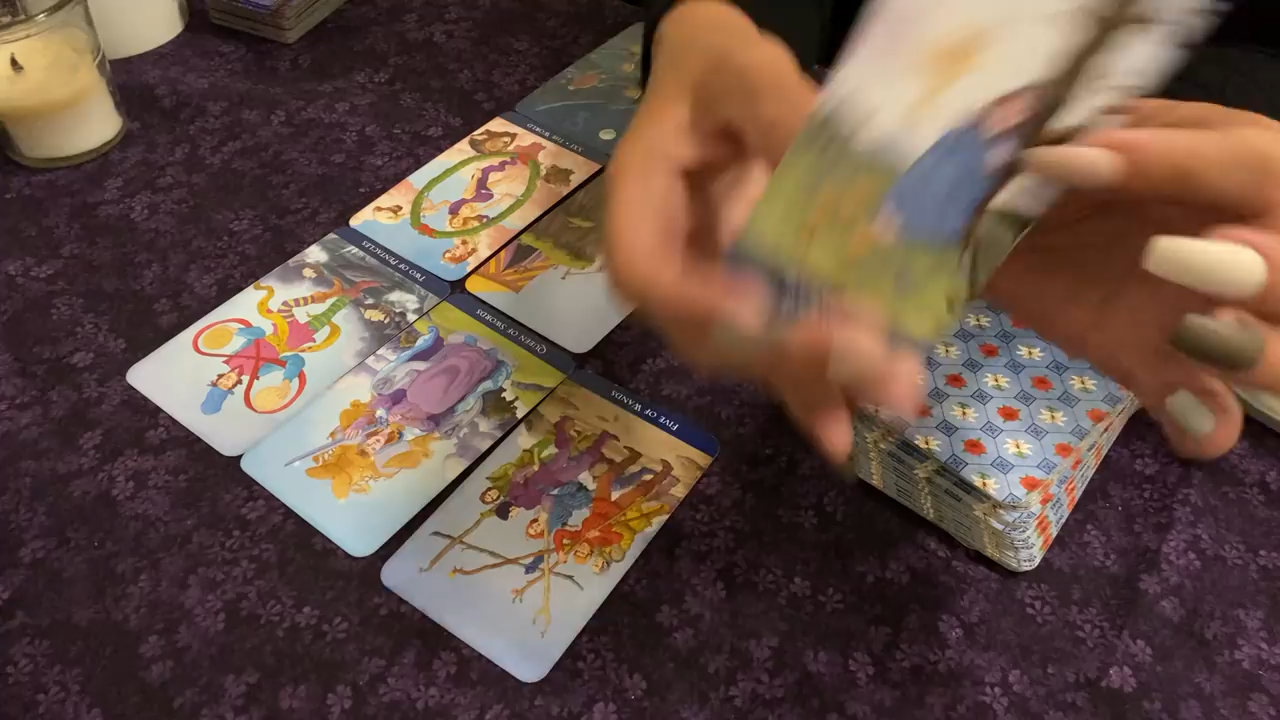 XXI • THE WORLD
TWO OF PENTACLES
QUEEN OF SWORDS
FIVE OF WANDS